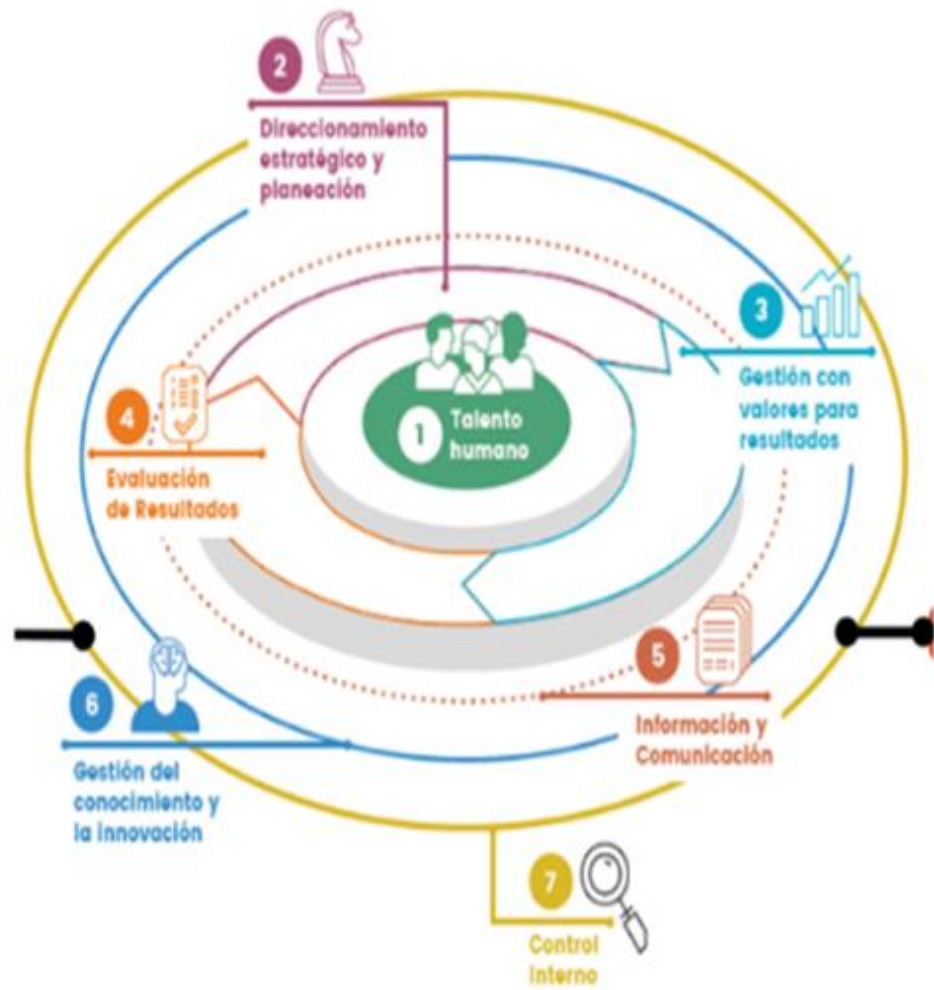 2
Direccionamiento
estratégico y
planeación
3
Gestión con
valores para
resultados
1
Talento
humano
4
Evaluación
de Resultados
5
Información y
Comunicación
6
Gestión del
conocimiento y
la innovación
7
Control
Interno